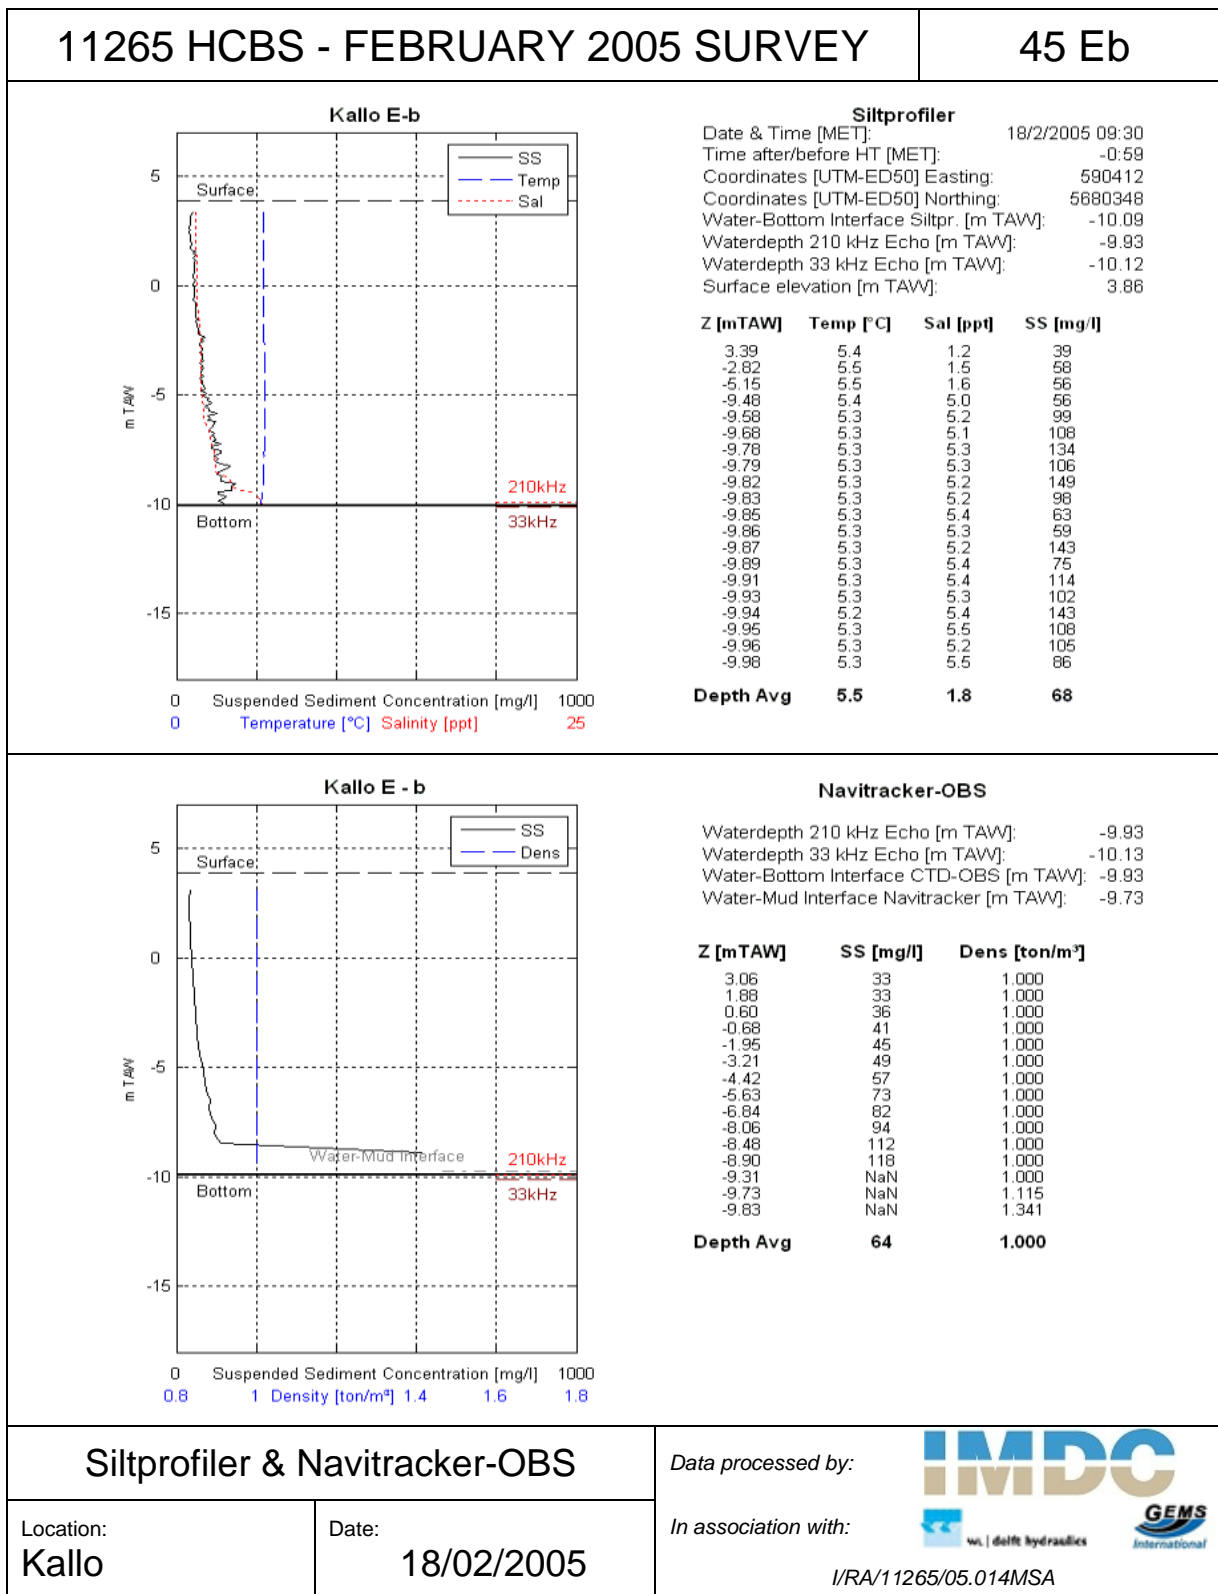 11265 HCBS - FEBRUARY 2005 SURVEY
45 Eb
Kallo E-b
SS
Temp
Sal
Surface
5
0
-5
-10
-15
m TAW
210kHz
33kHz
Bottom
0 Suspended Sediment Concentration [mg/l] 1000
0 Temperature [°C] Salinity [ppt] 25
Siltprofiler
Date & Time [MET]: 18/2/2005 09:30
Time after/before HT [MET]: -0:59
Coordinates [UTM-ED50] Easting: 590412
Coordinates [UTM-ED50] Northing: 5680348
Water-Bottom Interface Siltpr. [m TAW]: -10.09
Waterdepth 210 kHz Echo [m TAW]: -9.93
Waterdepth 33 kHz Echo [m TAW]: -10.12
Surface elevation [m TAW]: 3.86
Z [mTAW] Temp [°C] Sal [ppt] SS [mg/l]
3.39 5.4 1.2 39
-2.82 5.5 1.5 58
-5.15 5.5 1.6 56
-9.48 5.4 5.0 56
-9.58 5.3 5.2 99
-9.68 5.3 5.1 108
-9.78 5.3 5.3 134
-9.79 5.3 5.3 106
-9.82 5.3 5.2 149
-9.83 5.3 5.2 98
-9.85 5.3 5.4 63
-9.86 5.3 5.3 59
-9.87 5.3 5.2 143
-9.89 5.3 5.4 75
-9.91 5.3 5.4 114
-9.93 5.3 5.3 102
-9.94 5.2 5.4 143
-9.95 5.3 5.5 108
-9.96 5.3 5.2 105
-9.98 5.3 5.5 86
Depth Avg 5.5 1.8 68
Kallo E - b
SS
Dens
Surface
5
0
-5
-10
-15
m TAW
Water-Mud Interface
210kHz
33kHz
Bottom
0 Suspended Sediment Concentration [mg/l] 1000
0.8 1 Density [ton/m³] 1.4 1.6 1.8
Navitracker-OBS
Waterdepth 210 kHz Echo [m TAW]: -9.93
Waterdepth 33 kHz Echo [m TAW]: -10.13
Water-Bottom Interface CTD-OBS [m TAW]: -9.93
Water-Mud Interface Navitracker [m TAW]: -9.73
Z [mTAW] SS [mg/l] Dens [ton/m³]
3.06 33 1.000
1.88 33 1.000
0.60 36 1.000
-0.68 41 1.000
-1.95 45 1.000
-3.21 49 1.000
-4.42 57 1.000
-5.63 73 1.000
-6.84 82 1.000
-8.06 94 1.000
-8.48 112 1.000
-8.90 118 1.000
-9.31 NaN 1.000
-9.73 NaN 1.115
-9.83 NaN 1.341
Depth Avg 64 1.000
Siltprofiler & Navitracker-OBS
Location:
Kallo
Date:
18/02/2005
Data processed by:
IMDC
In association with:
wL | delft hydraulics
GEMS
International
I/RA/11265/05.014MSA